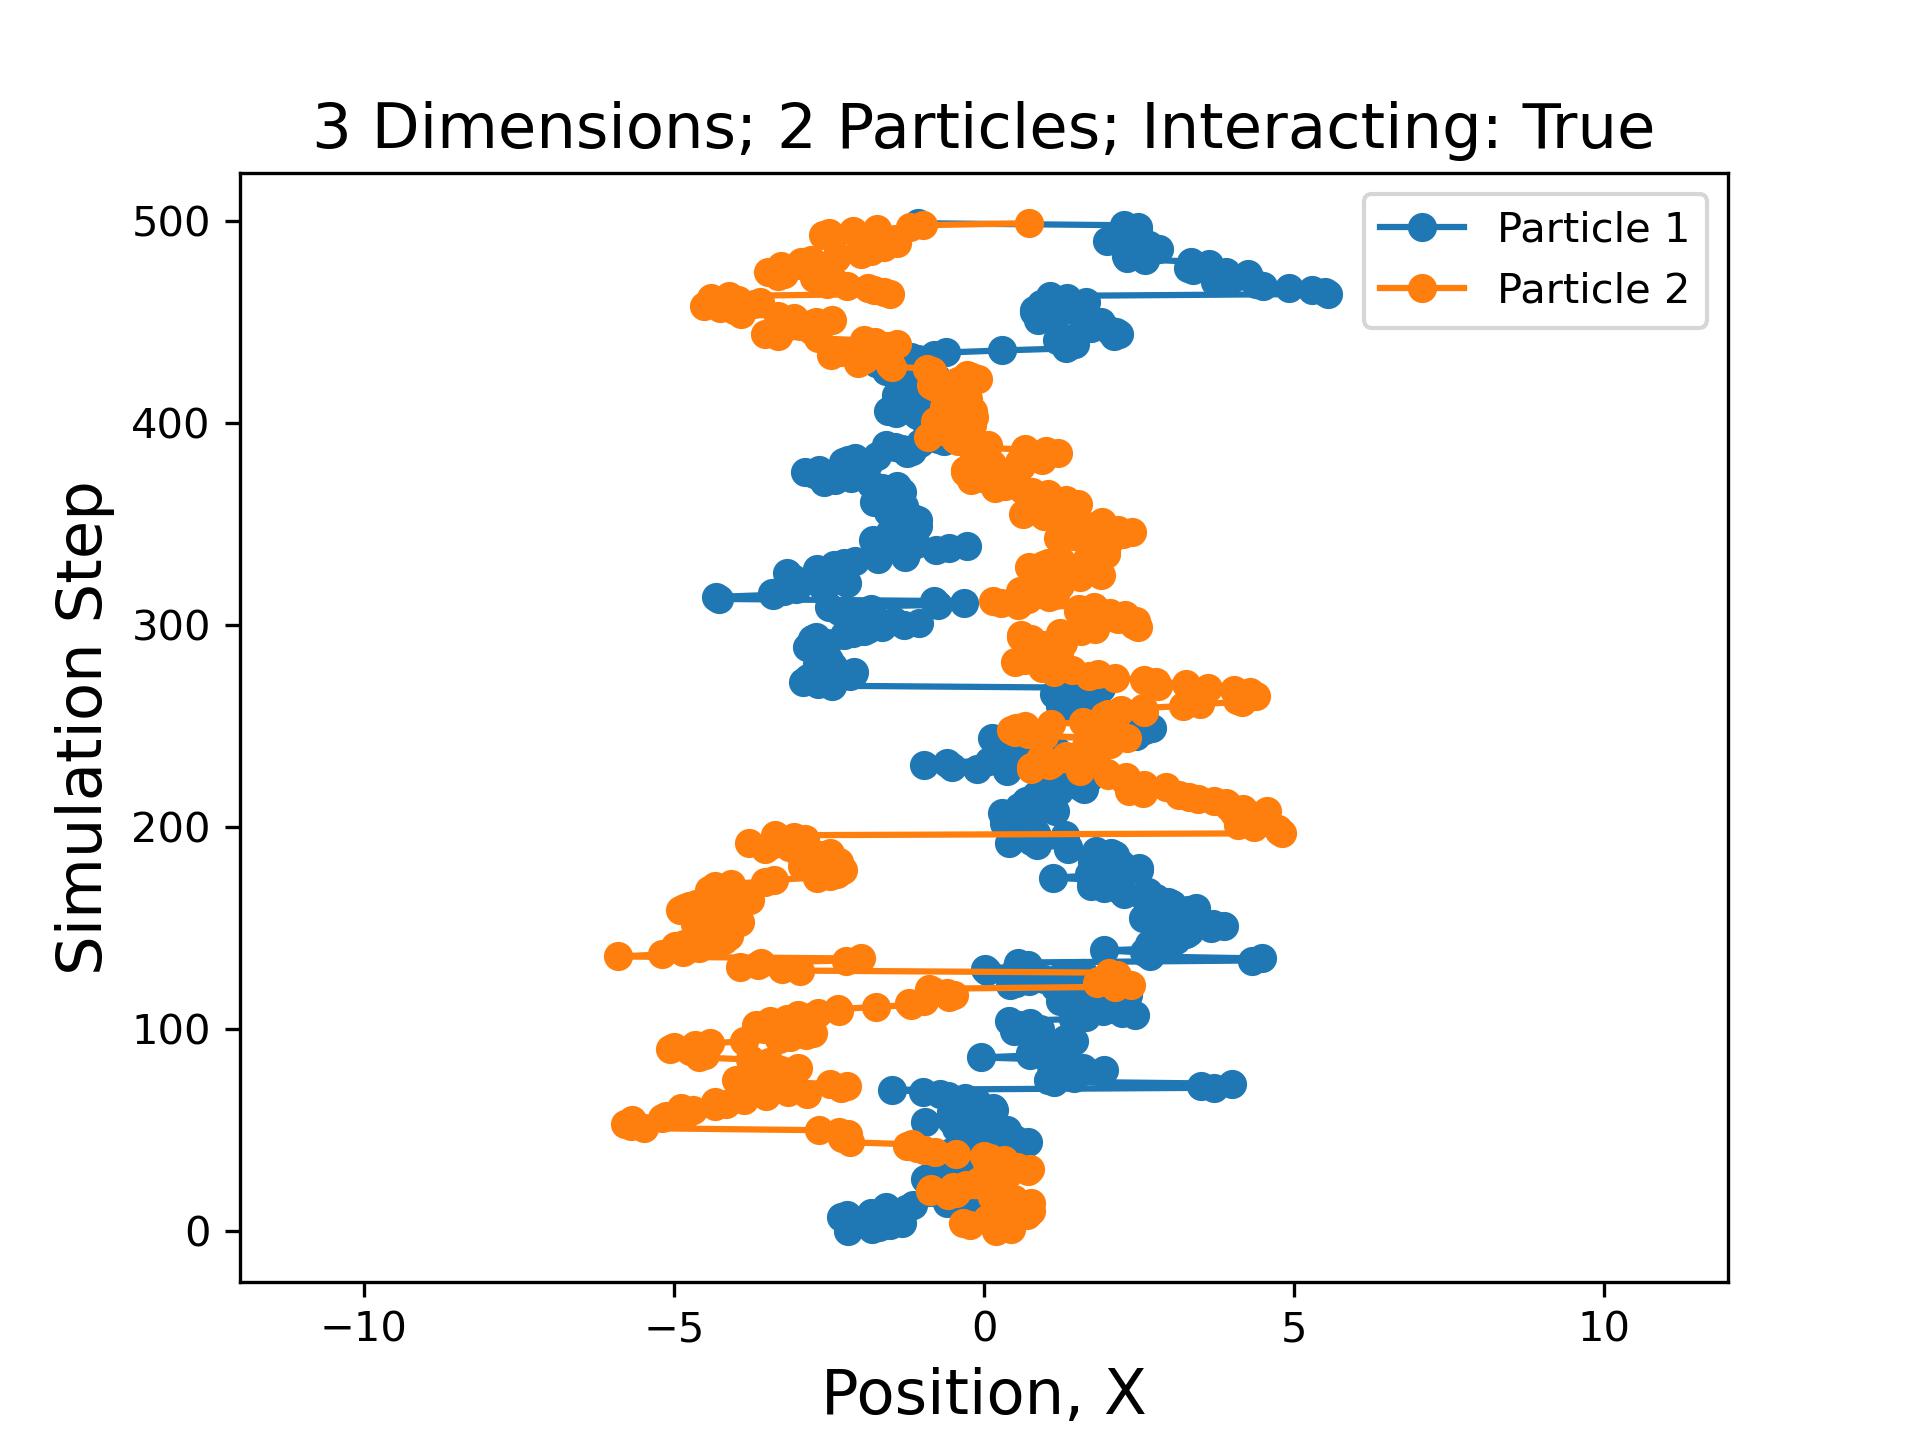 3 Dimensions; 2 Particles; Interacting: True
Particle 1
Particle 2
Simulation Step
500
400
300
200
100
0
−10
−5
0
5
10
Position, X